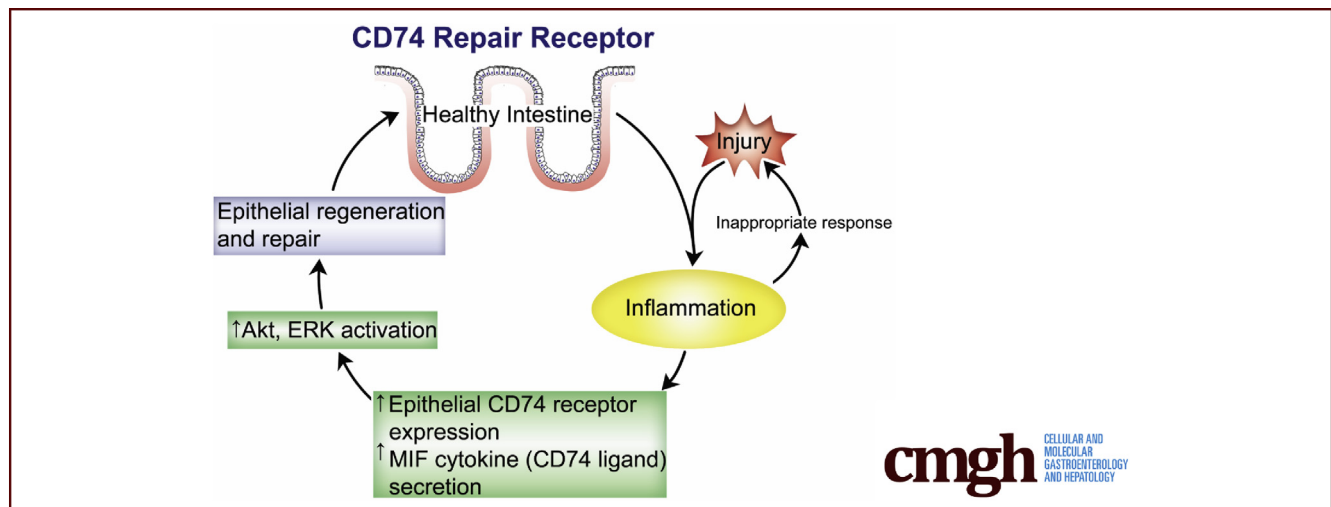 CD74 Repair Receptor
Healthy Intestine
Injury
Inappropriate response
Inflammation
↑Epithelial CD74 receptor
expression
↑MIF cytokine (CD74 ligand)
secretion
↑Akt, ERK activation
Epithelial regeneration
and repair
cmgh
CELLULAR AND
MOLECULAR
GASTROENTEROLOGY
AND HEPATOLOGY